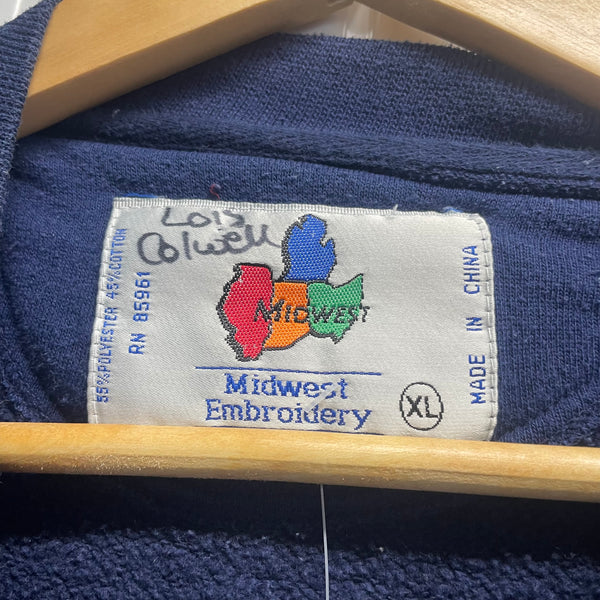 Lois
Colwell
MIDWEST
Midwest
Embroidery
XL
55% POLYESTER 45% COTTON
RN 85961
MADE IN CHINA